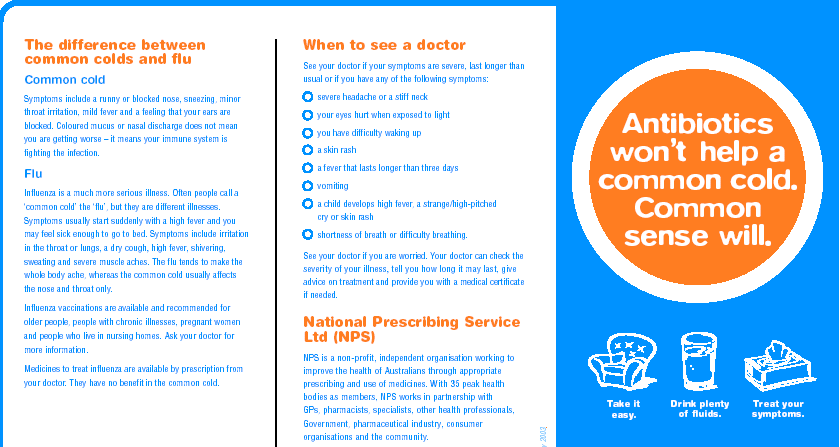 The difference between
common colds and flu
Common cold
Symptoms include a runny or blocked nose, sneezing, minor
throat irritation, mild fever and a feeling that your ears are
blocked. Coloured mucus or nasal discharge does not mean
you are getting worse – it means your immune system is
fighting the infection.
Flu
Influenza is a much more serious illness. Often people call a
‘common cold’ the ‘flu’, but they are different illnesses.
Symptoms usually start suddenly with a high fever and you
may feel sick enough to go to bed. Symptoms include irritation
in the throat or lungs, a dry cough, high fever, shivering,
sweating and severe muscle aches. The flu tends to make the
whole body ache, whereas the common cold usually affects
the nose and throat only.
Influenza vaccinations are available and recommended for
older people, people with chronic illnesses, pregnant women
and people who live in nursing homes. Ask your doctor for
more information.
Medicines to treat influenza are available by prescription from
your doctor. They have no benefit in the common cold.
When to see a doctor
See your doctor if your symptoms are severe, last longer than
usual or if you have any of the following symptoms:
severe headache or a stiff neck
your eyes hurt when exposed to light
you have difficulty waking up
a skin rash
a fever that lasts longer than three days
vomiting
a child develops high fever, a strange/high-pitched
cry or skin rash
shortness of breath or difficulty breathing.
See your doctor if you are worried. Your doctor can check the
severity of your illness, tell you how long it may last, give
advice on treatment and provide you with a medical certificate
if needed.
National Prescribing Service
Ltd (NPS)
NPS is a non-profit, independent organisation working to
improve the health of Australians through appropriate
prescribing and use of medicines. With 35 peak health
bodies as members, NPS works in partnership with
GPs, pharmacists, specialists, other health professionals,
Government, pharmaceutical industry, consumer
organisations and the community.
2003
Antibiotics
won't help a
common cold.
Common
sense will.
Take it
easy.
Drink plenty
of fluids.
Treat your
symptoms.